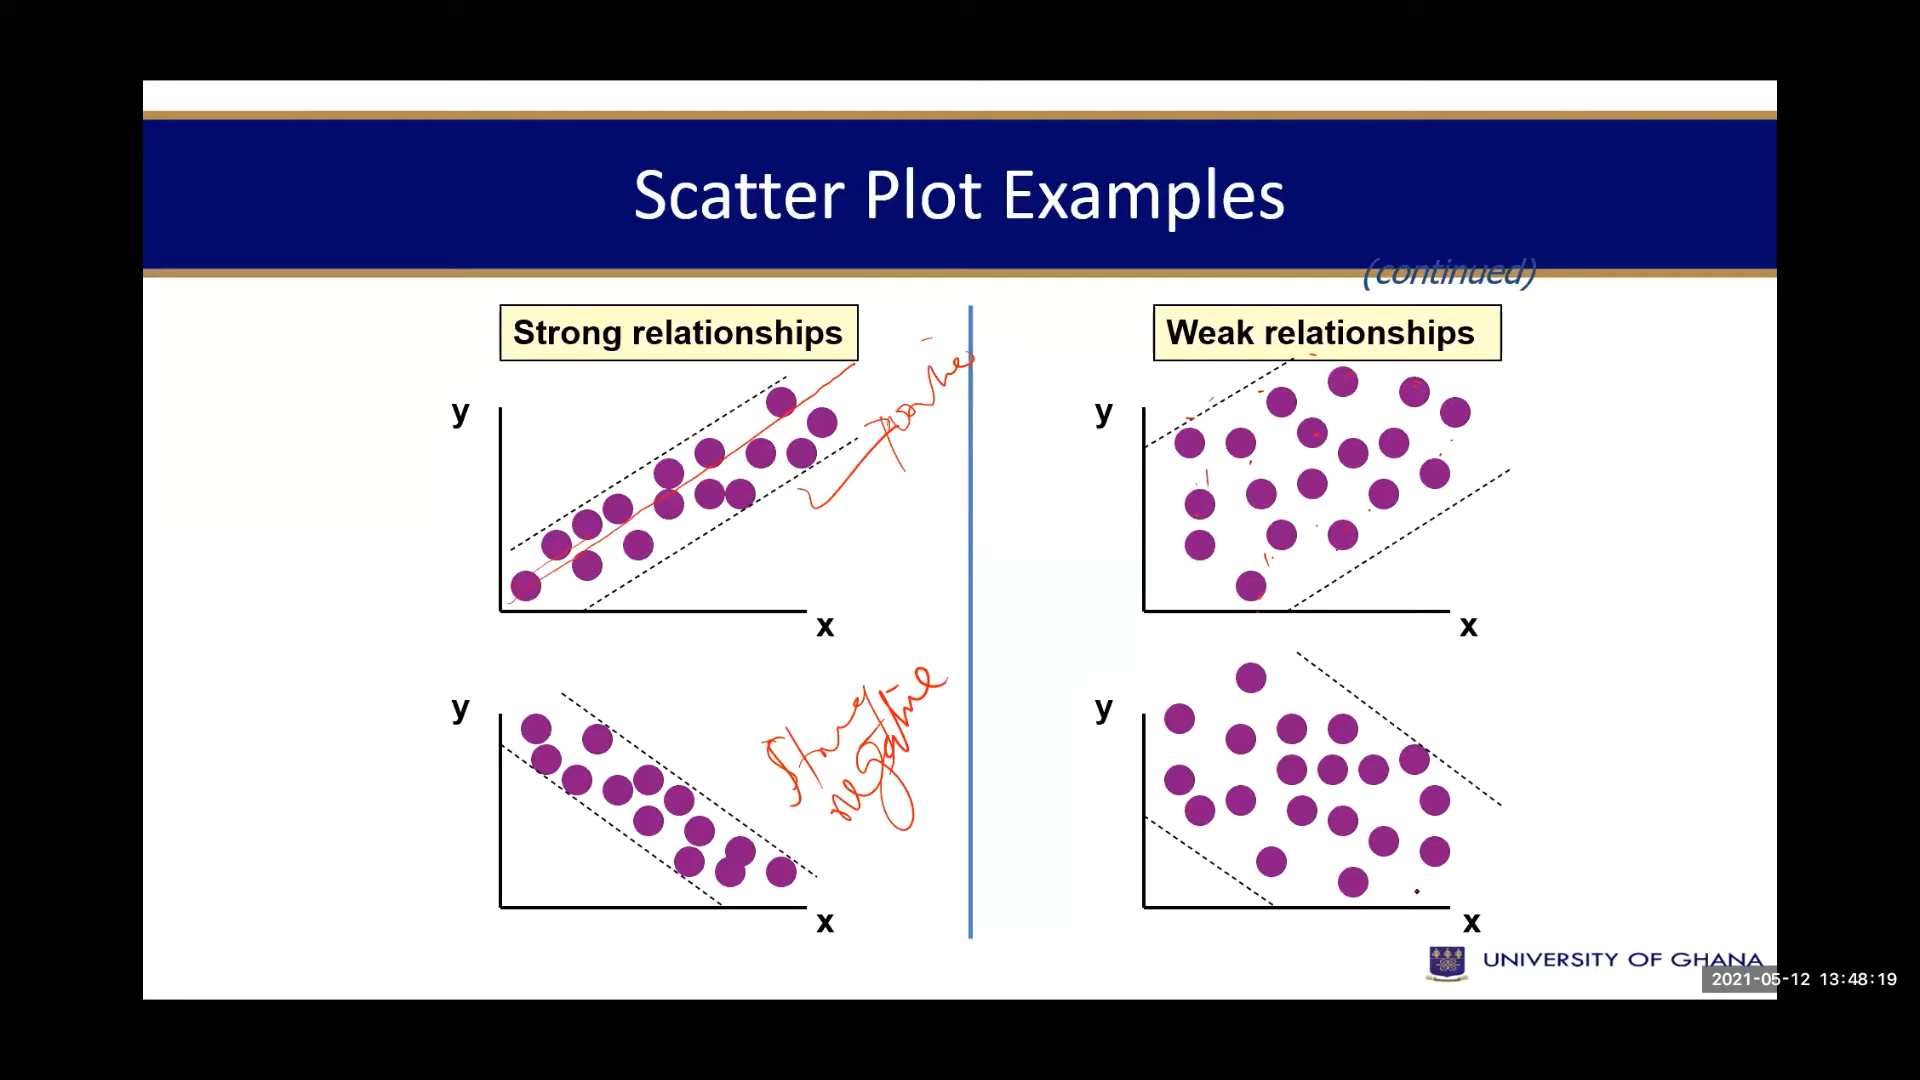 Scatter Plot Examples
(continued)
Strong relationships
Weak relationships
y
y
positive
x
x
y
y
Strong
negative
x
x
UNIVERSITY OF GHANA
2021-05-12 13:48:19